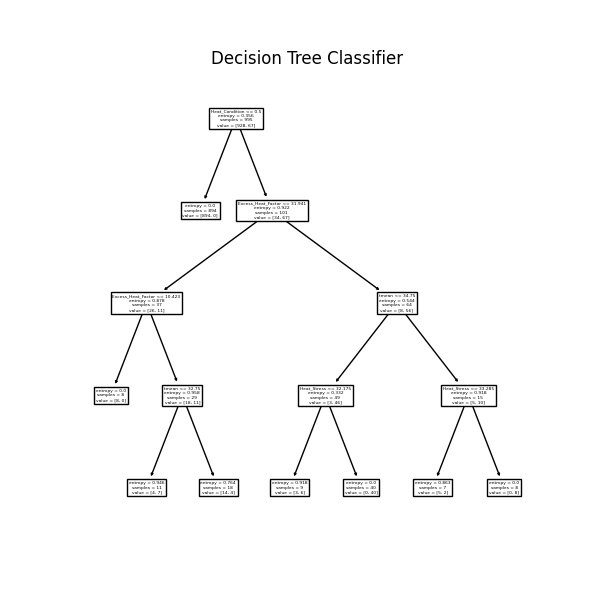 Decision Tree Classifier
Heat_Condition <= 0.5
entropy = 0.356
samples = 995
value = [928, 67]
entropy = 0.0
samples = 894
value = [894, 0]
Excess_Heat_Factor <= 31.941
entropy = 0.922
samples = 101
value = [34, 67]
Excess_Heat_Factor <= 10.423
entropy = 0.878
samples = 37
value = [26, 11]
tmean <= 34.75
entropy = 0.544
samples = 64
value = [8, 56]
entropy = 0.0
samples = 8
value = [8, 0]
tmean <= 32.75
entropy = 0.958
samples = 29
value = [18, 11]
Heat_Stress <= 32.175
entropy = 0.332
samples = 49
value = [3, 46]
Heat_Stress <= 33.285
entropy = 0.918
samples = 15
value = [5, 10]
entropy = 0.946
samples = 11
value = [4, 7]
entropy = 0.764
samples = 18
value = [14, 4]
entropy = 0.918
samples = 9
value = [3, 6]
entropy = 0.0
samples = 40
value = [0, 40]
entropy = 0.863
samples = 7
value = [5, 2]
entropy = 0.0
samples = 8
value = [0, 8]